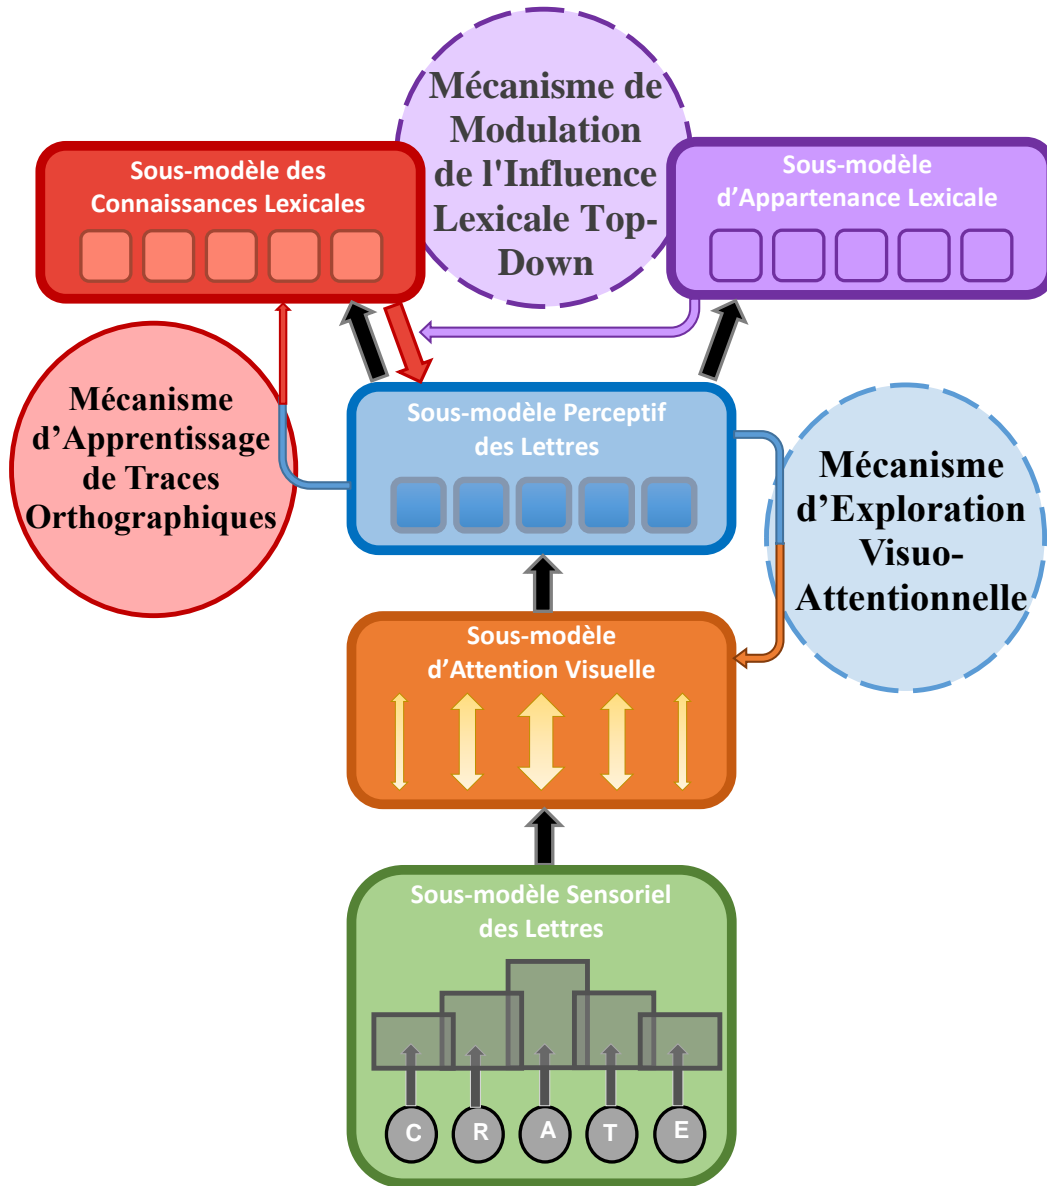 Mécanisme de
Modulation
de l'Influence
Lexicale Top-
Down
Sous-modèle des
Connaissances Lexicales
Sous-modèle
d’Appartenance Lexicale
Mécanisme
d’Apprentissage
de Traces
Orthographiques
Sous-modèle Perceptif
des Lettres
Mécanisme
d’Exploration
Visuo-
Attentionnelle
Sous-modèle
d’Attention Visuelle
Sous-modèle Sensoriel
des Lettres
C R A T E